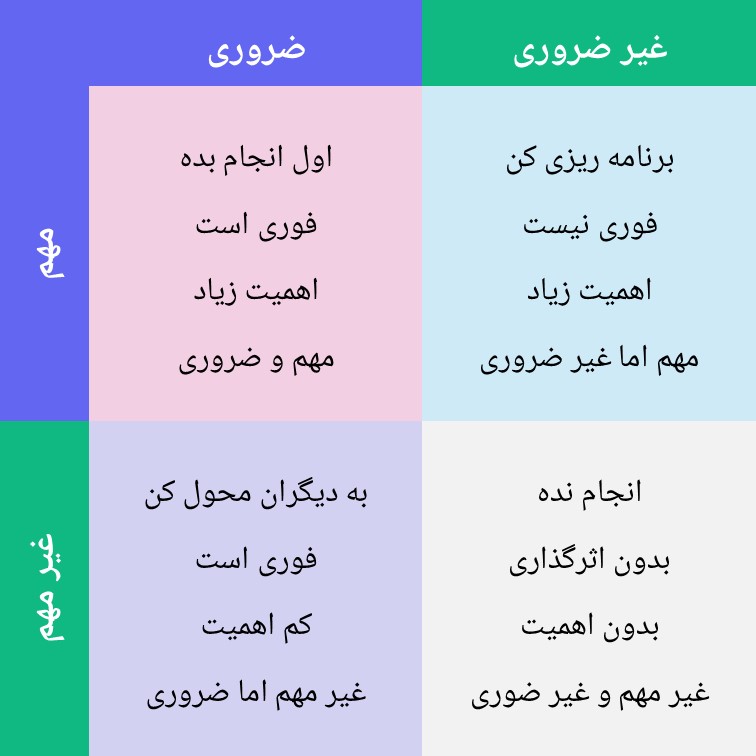 ضروری
غیر ضروری
مهم
اول انجام بده
فوری است
اهمیت زیاد
مهم و ضروری
برنامه ریزی کن
فوری نیست
اهمیت زیاد
مهم اما غیر ضروری
غیر مهم
به دیگران محول کن
فوری است
کم اهمیت
غیر مهم اما ضروری
انجام نده
بدون اثرگذاری
بدون اهمیت
غیر مهم و غیر ضوری